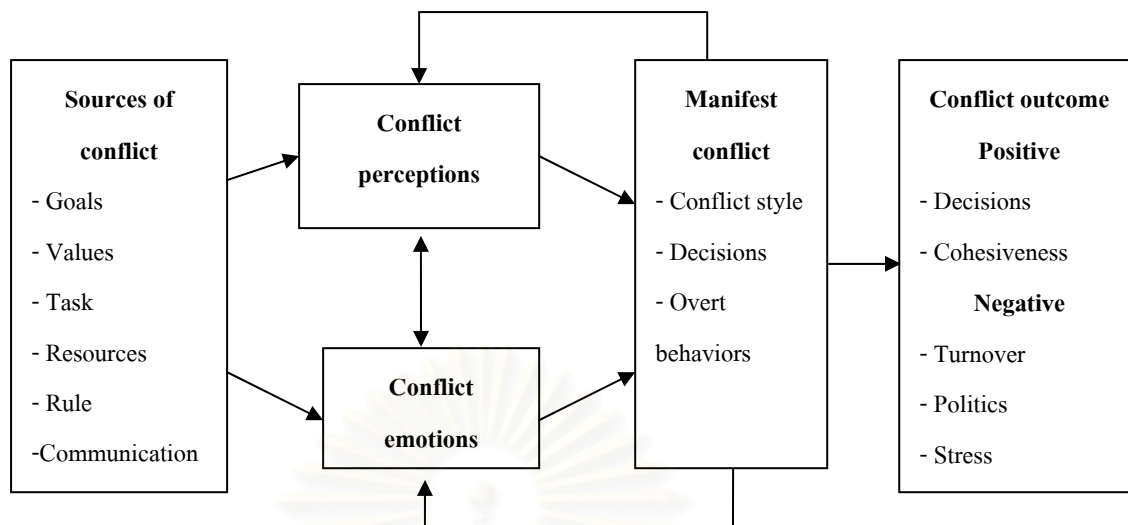 Sources of
conflict
- Goals
- Values
- Task
- Resources
- Rule
-Communication
Conflict
perceptions
Conflict
emotions
Manifest
conflict
- Conflict style
- Decisions
- Overt
behaviors
Conflict outcome
Positive
- Decisions
- Cohesiveness
Negative
- Turnover
- Politics
- Stress